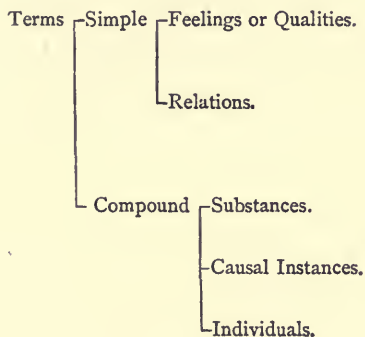 Terms Simple Feelings or Qualities.
Relations.
Compound Substances.
Causal Instances.
Individuals.